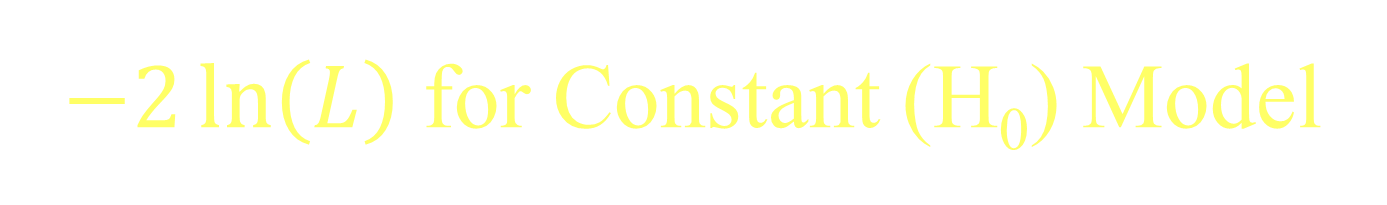 −2 ln(L) for Constant (H₀) Model